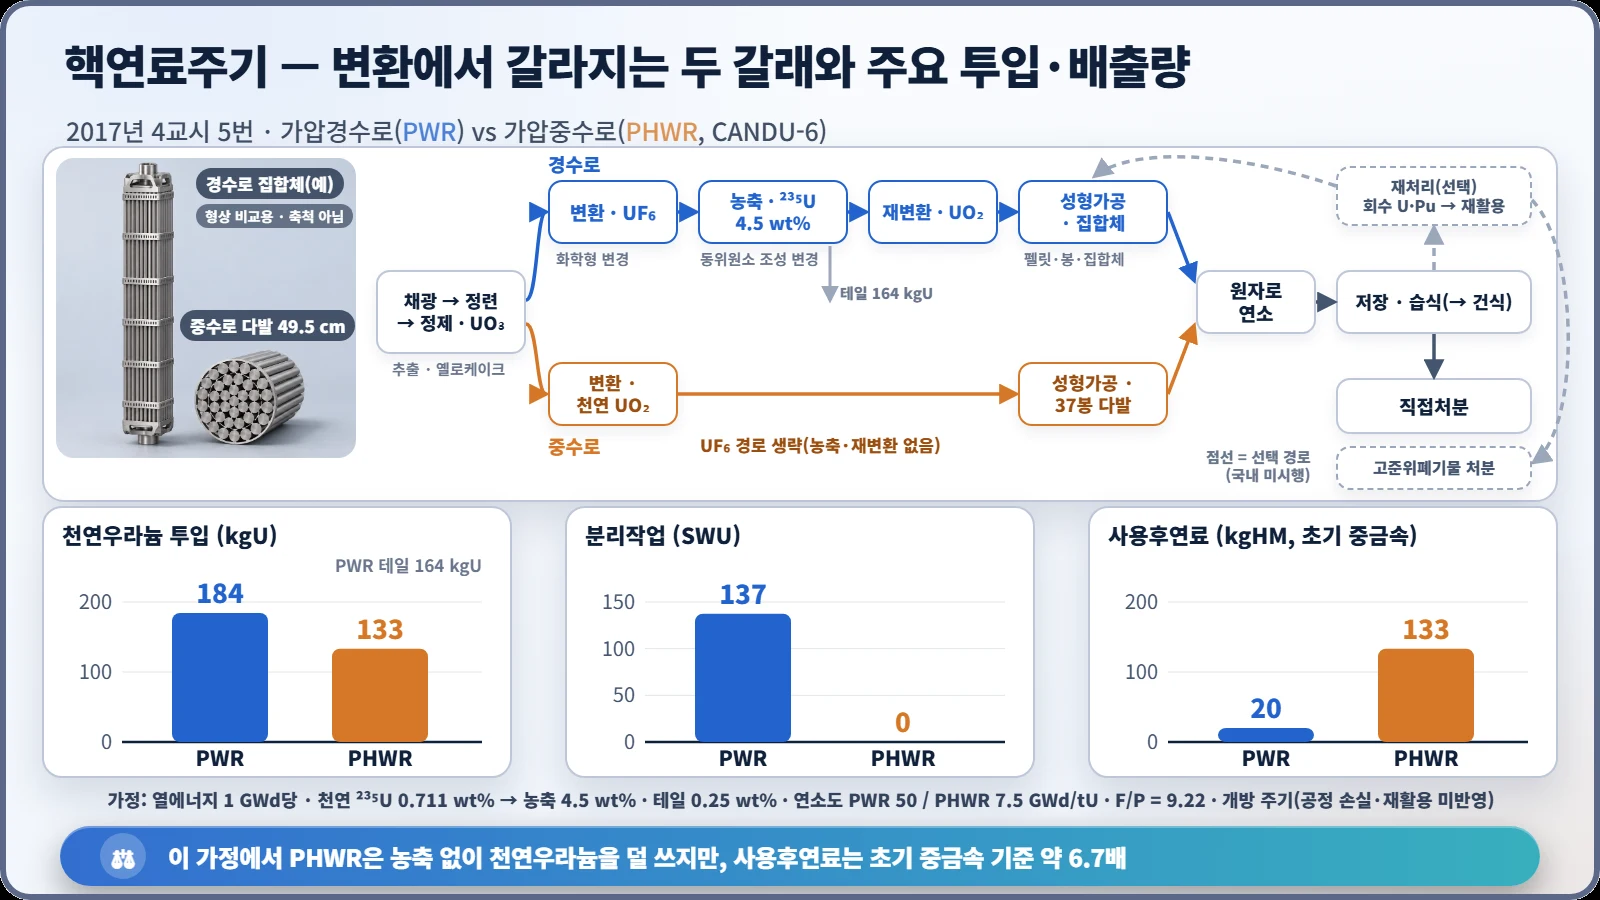 핵연료주기 — 변환에서 갈라지는 두 갈래와 주요 투입·배출량
2017년 4교시 5번 · 가압경수로(PWR) vs 가압중수로(PHWR, CANDU-6)
경수로 집합체(예)
형상 비교용 · 축척 아님
중수로 다발 49.5 cm
채광 → 정련
→ 정제 · UO₃
추출 · 옐로케이크
경수로
변환 · UF₆
화학형 변경
농축 · ²³⁵U
4.5 wt%
동위원소 조성 변경
테일 164 kgU
재변환 · UO₂
성형가공
· 집합체
펠릿·봉·집합체
중수로
변환 ·
천연 UO₂
UF₆ 경로 생략(농축·재변환 없음)
성형가공 ·
37봉 다발
원자로
연소
저장 · 습식(→ 건식)
재처리(선택)
회수 U·Pu → 재활용
직접처분
고준위폐기물 처분
점선 = 선택 경로
(국내 미시행)
천연우라늄 투입 (kgU)
PWR 테일 164 kgU
200
100
0
184
133
PWR
PHWR
분리작업 (SWU)
150
100
50
0
137
0
PWR
PHWR
사용후연료 (kgHM, 초기 중금속)
200
100
0
20
133
PWR
PHWR
가정: 열에너지 1 GWd당 · 천연 ²³⁵U 0.711 wt% → 농축 4.5 wt% · 테일 0.25 wt% · 연소도 PWR 50 / PHWR 7.5 GWd/tU · F/P = 9.22 · 개방 주기(공정 손실·재활용 미반영)
이 가정에서 PHWR은 농축 없이 천연우라늄을 덜 쓰지만, 사용후연료는 초기 중금속 기준 약 6.7배